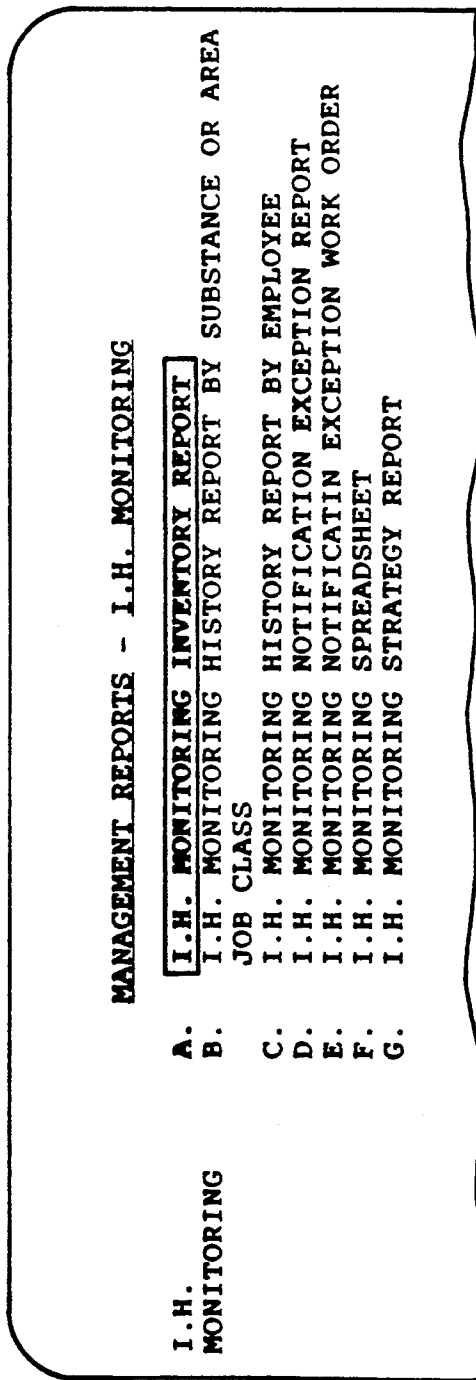 MANAGEMENT REPORTS - I.H. MONITORING
I.H.
MONITORING
A. I.H. MONITORING INVENTORY REPORT
B. I.H. MONITORING HISTORY REPORT BY SUBSTANCE OR AREA
JOB CLASS
C. I.H. MONITORING HISTORY REPORT BY EMPLOYEE
D. I.H. MONITORING NOTIFICATION EXCEPTION REPORT
E. I.H. MONITORING NOTIFICATIN EXCEPTION WORK ORDER
F. I.H. MONITORING SPREADSHEET
G. I.H. MONITORING STRATEGY REPORT